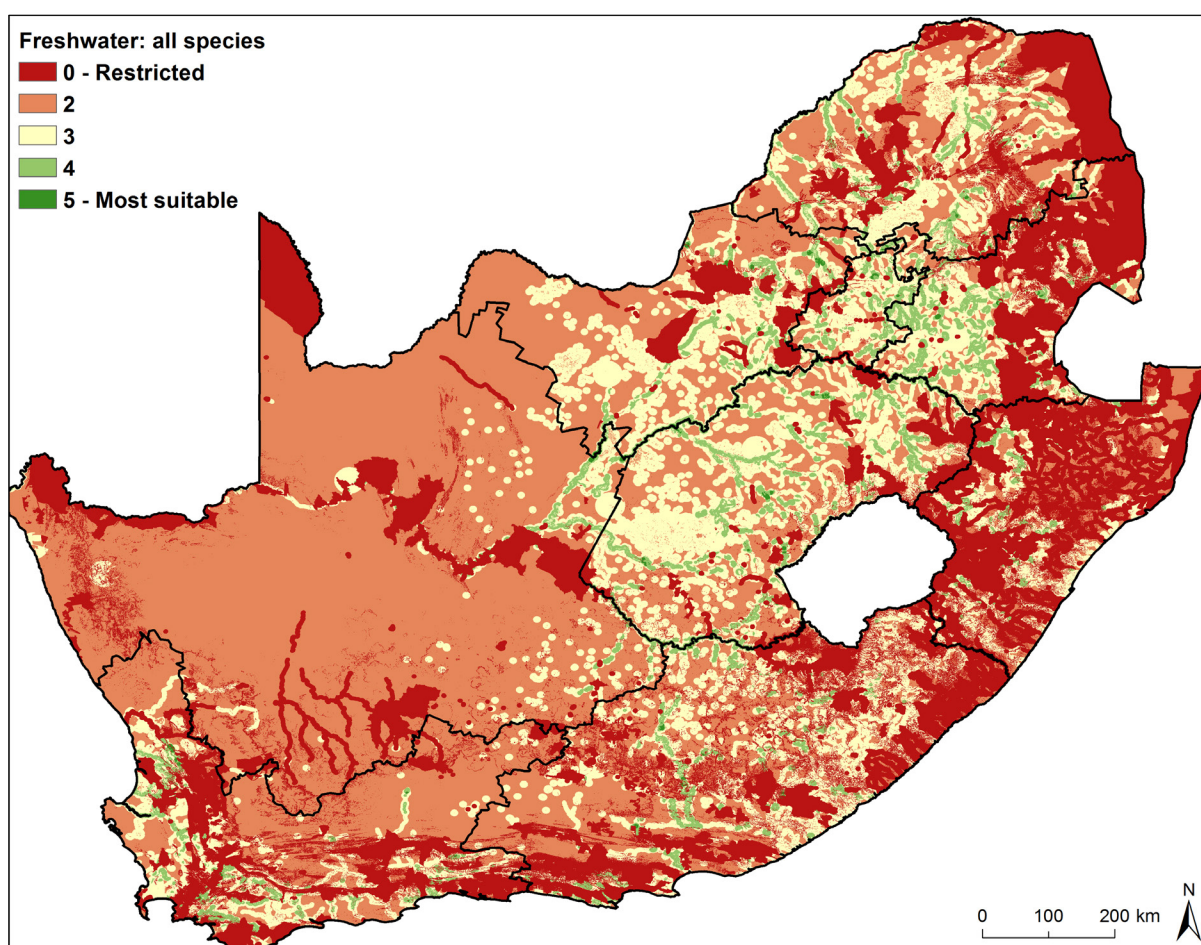 Freshwater: all species
0 - Restricted
2
3
4
5 - Most suitable
N
0 100 200 km